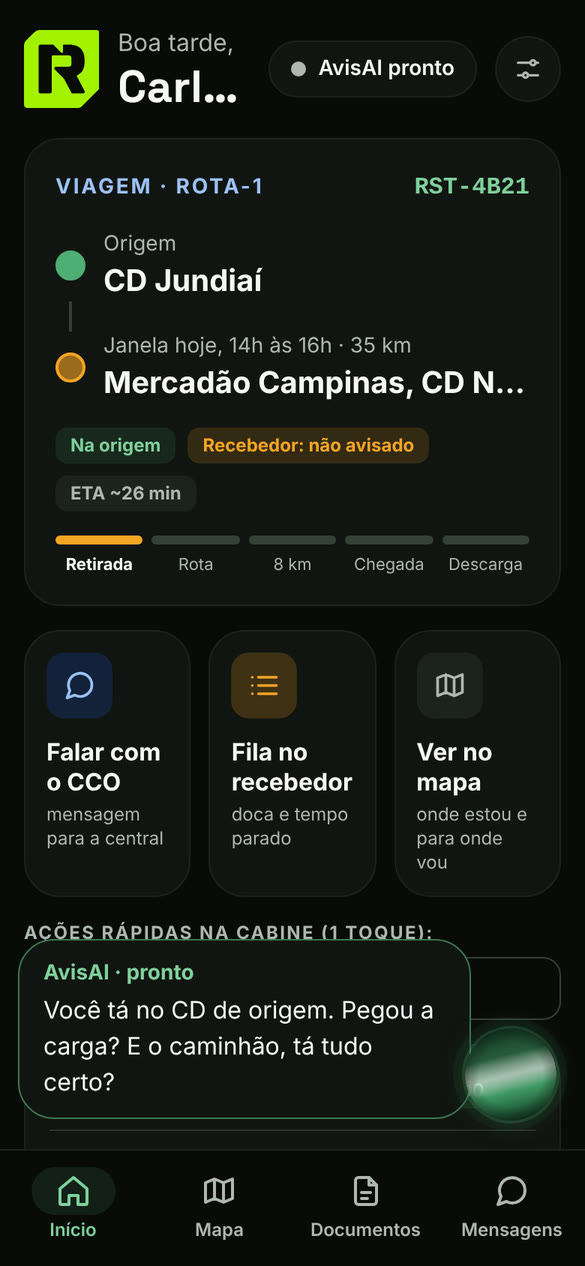 Boa tarde,
Carl...
AvisAI pronto
VIAGEM · ROTA-1
RST-4B21
Origem
CD Jundiaí
Janela hoje, 14h às 16h · 35 km
Mercadão Campinas, CD N...
Na origem
Recebedor: não avisado
ETA ~26 min
Retirada
Rota
8 km
Chegada
Descarga
Falar com
o CCO
mensagem
para a central
Fila no
recebedor
doca e tempo
parado
Ver no
mapa
onde estou e
para onde
vou
AÇÕES RÁPIDAS NA CABINE (1 TOQUE):
AvisAI · pronto
Você tá no CD de origem. Pegou a
carga? E o caminhão, tá tudo
certo?
Início
Mapa
Documentos
Mensagens